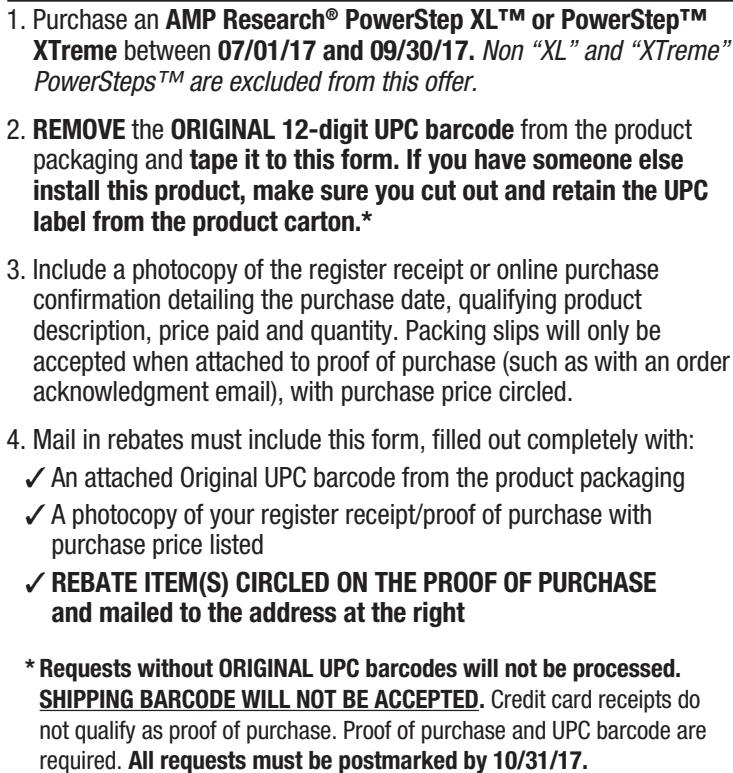 1. Purchase an AMP Research® PowerStep XL™ or PowerStep™
XTreme between 07/01/17 and 09/30/17. Non “XL” and “XTreme”
PowerSteps™ are excluded from this offer.
2. REMOVE the ORIGINAL 12-digit UPC barcode from the product
packaging and tape it to this form. If you have someone else
install this product, make sure you cut out and retain the UPC
label from the product carton.*
3. Include a photocopy of the register receipt or online purchase
confirmation detailing the purchase date, qualifying product
description, price paid and quantity. Packing slips will only be
accepted when attached to proof of purchase (such as with an order
acknowledgment email), with purchase price circled.
4. Mail in rebates must include this form, filled out completely with:
✓ An attached Original UPC barcode from the product packaging
✓ A photocopy of your register receipt/proof of purchase with
purchase price listed
✓ REBATE ITEM(S) CIRCLED ON THE PROOF OF PURCHASE
and mailed to the address at the right
* Requests without ORIGINAL UPC barcodes will not be processed.
SHIPPING BARCODE WILL NOT BE ACCEPTED. Credit card receipts do
not qualify as proof of purchase. Proof of purchase and UPC barcode are
required. All requests must be postmarked by 10/31/17.